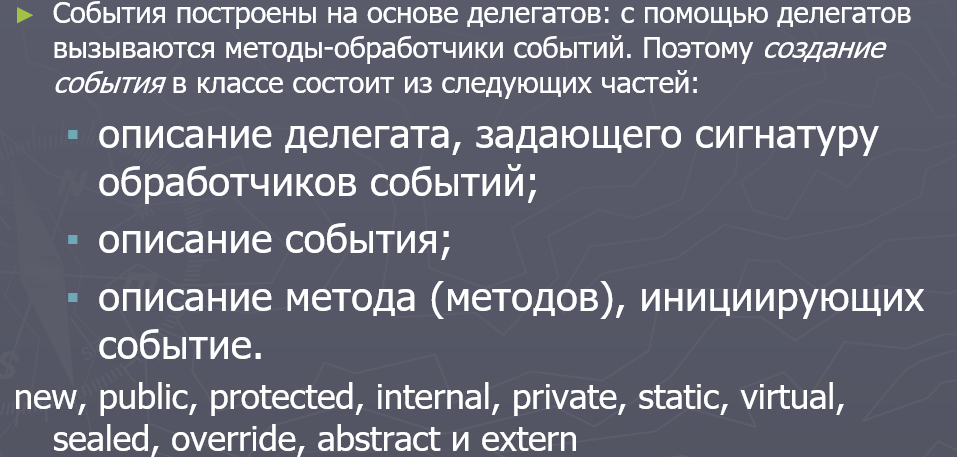 События построены на основе делегатов: с помощью делегатов
вызываются методы-обработчики событий. Поэтому создание
события в классе состоит из следующих частей:
описание делегата, задающего сигнатуру
обработчиков событий;
описание события;
описание метода (методов), инициирующих
событие.
new, public, protected, internal, private, static, virtual,
sealed, override, abstract и extern